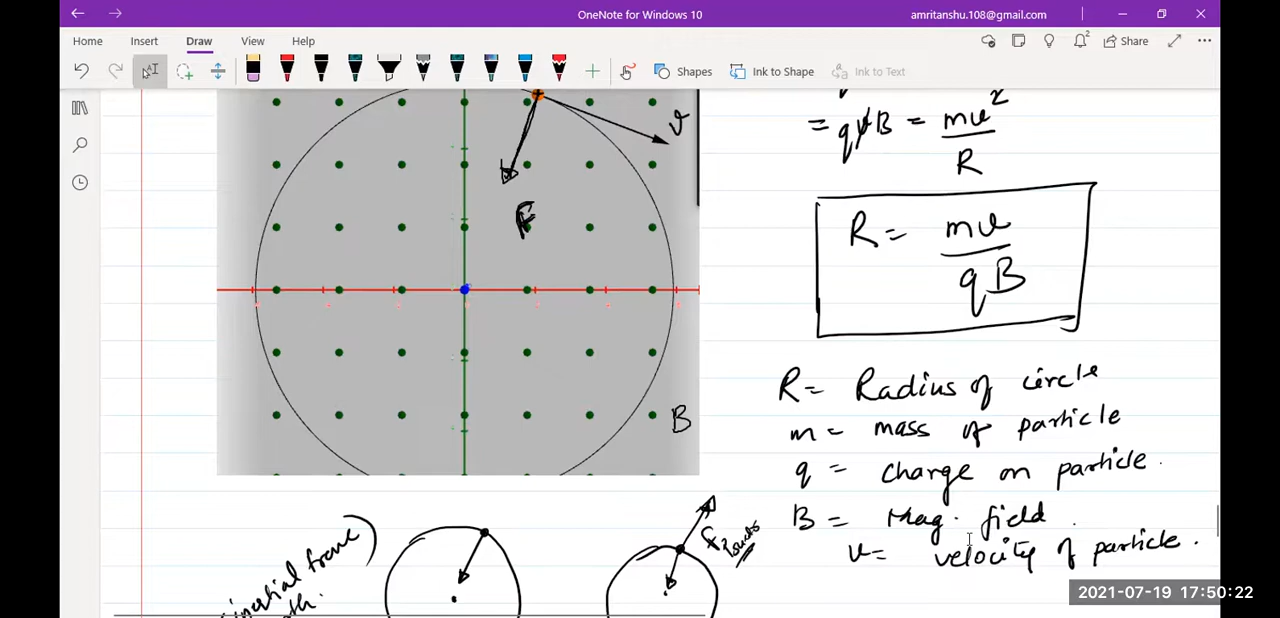 OneNote for Windows 10
amritanshu.108@gmail.com
Home Insert Draw View Help
Share
Shapes
Ink to Shape
Ink to Text
v
F
B
= qvB = mv²
R
R = mv
qB
R = Radius of circle
m = mass of particle
q = charge on particle.
B = Mag. field.
v = velocity of particle.
inertial frame)
2021-07-19 17:50:22